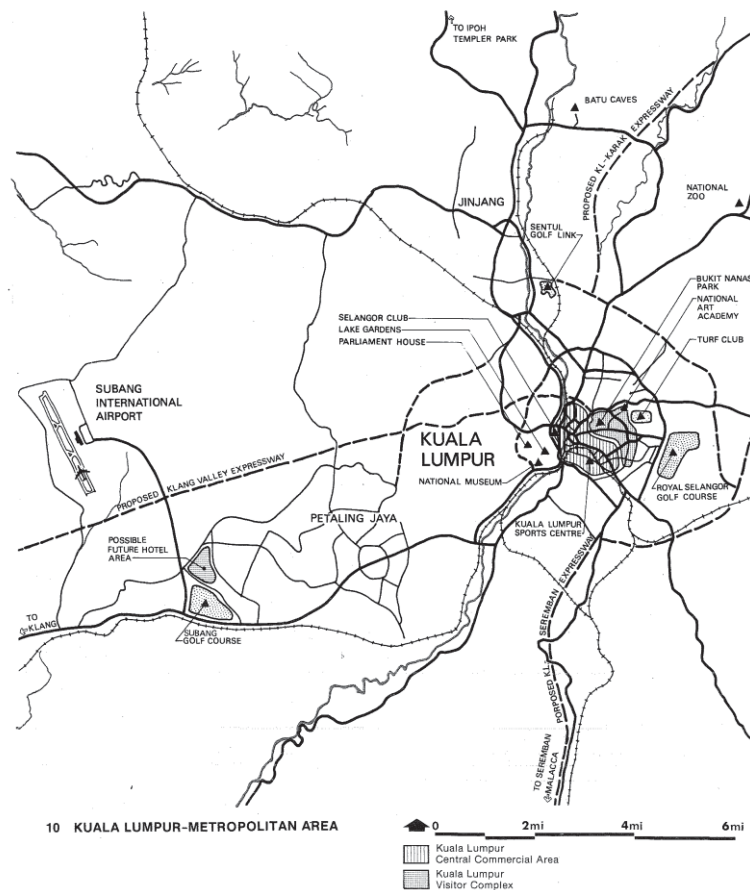 TO IPOH
TEMPLER PARK
BATU CAVES
PROPOSED KL-KARAK EXPRESSWAY
NATIONAL
ZOO
JINJANG
SENTUL
GOLF LINK
BUKIT NANAS
PARK
NATIONAL
ART
ACADEMY
TURF CLUB
SELANGOR CLUB
LAKE GARDENS
PARLIAMENT HOUSE
SUBANG
INTERNATIONAL
AIRPORT
KUALA
LUMPUR
NATIONAL MUSEUM
PROPOSED KLANG VALLEY EXPRESSWAY
ROYAL SELANGOR
GOLF COURSE
PETALING JAYA
KUALA LUMPUR
SPORTS CENTRE
POSSIBLE
FUTURE HOTEL
AREA
TO
KLANG
SUBANG
GOLF COURSE
PORPOSED KL. SEREMBAN EXPRESSWAY
TO SEREMBAN
MALACCA
10 KUALA LUMPUR-METROPOLITAN AREA
0 2mi 4mi 6mi
Kuala Lumpur
Central Commercial Area
Kuala Lumpur
Visitor Complex